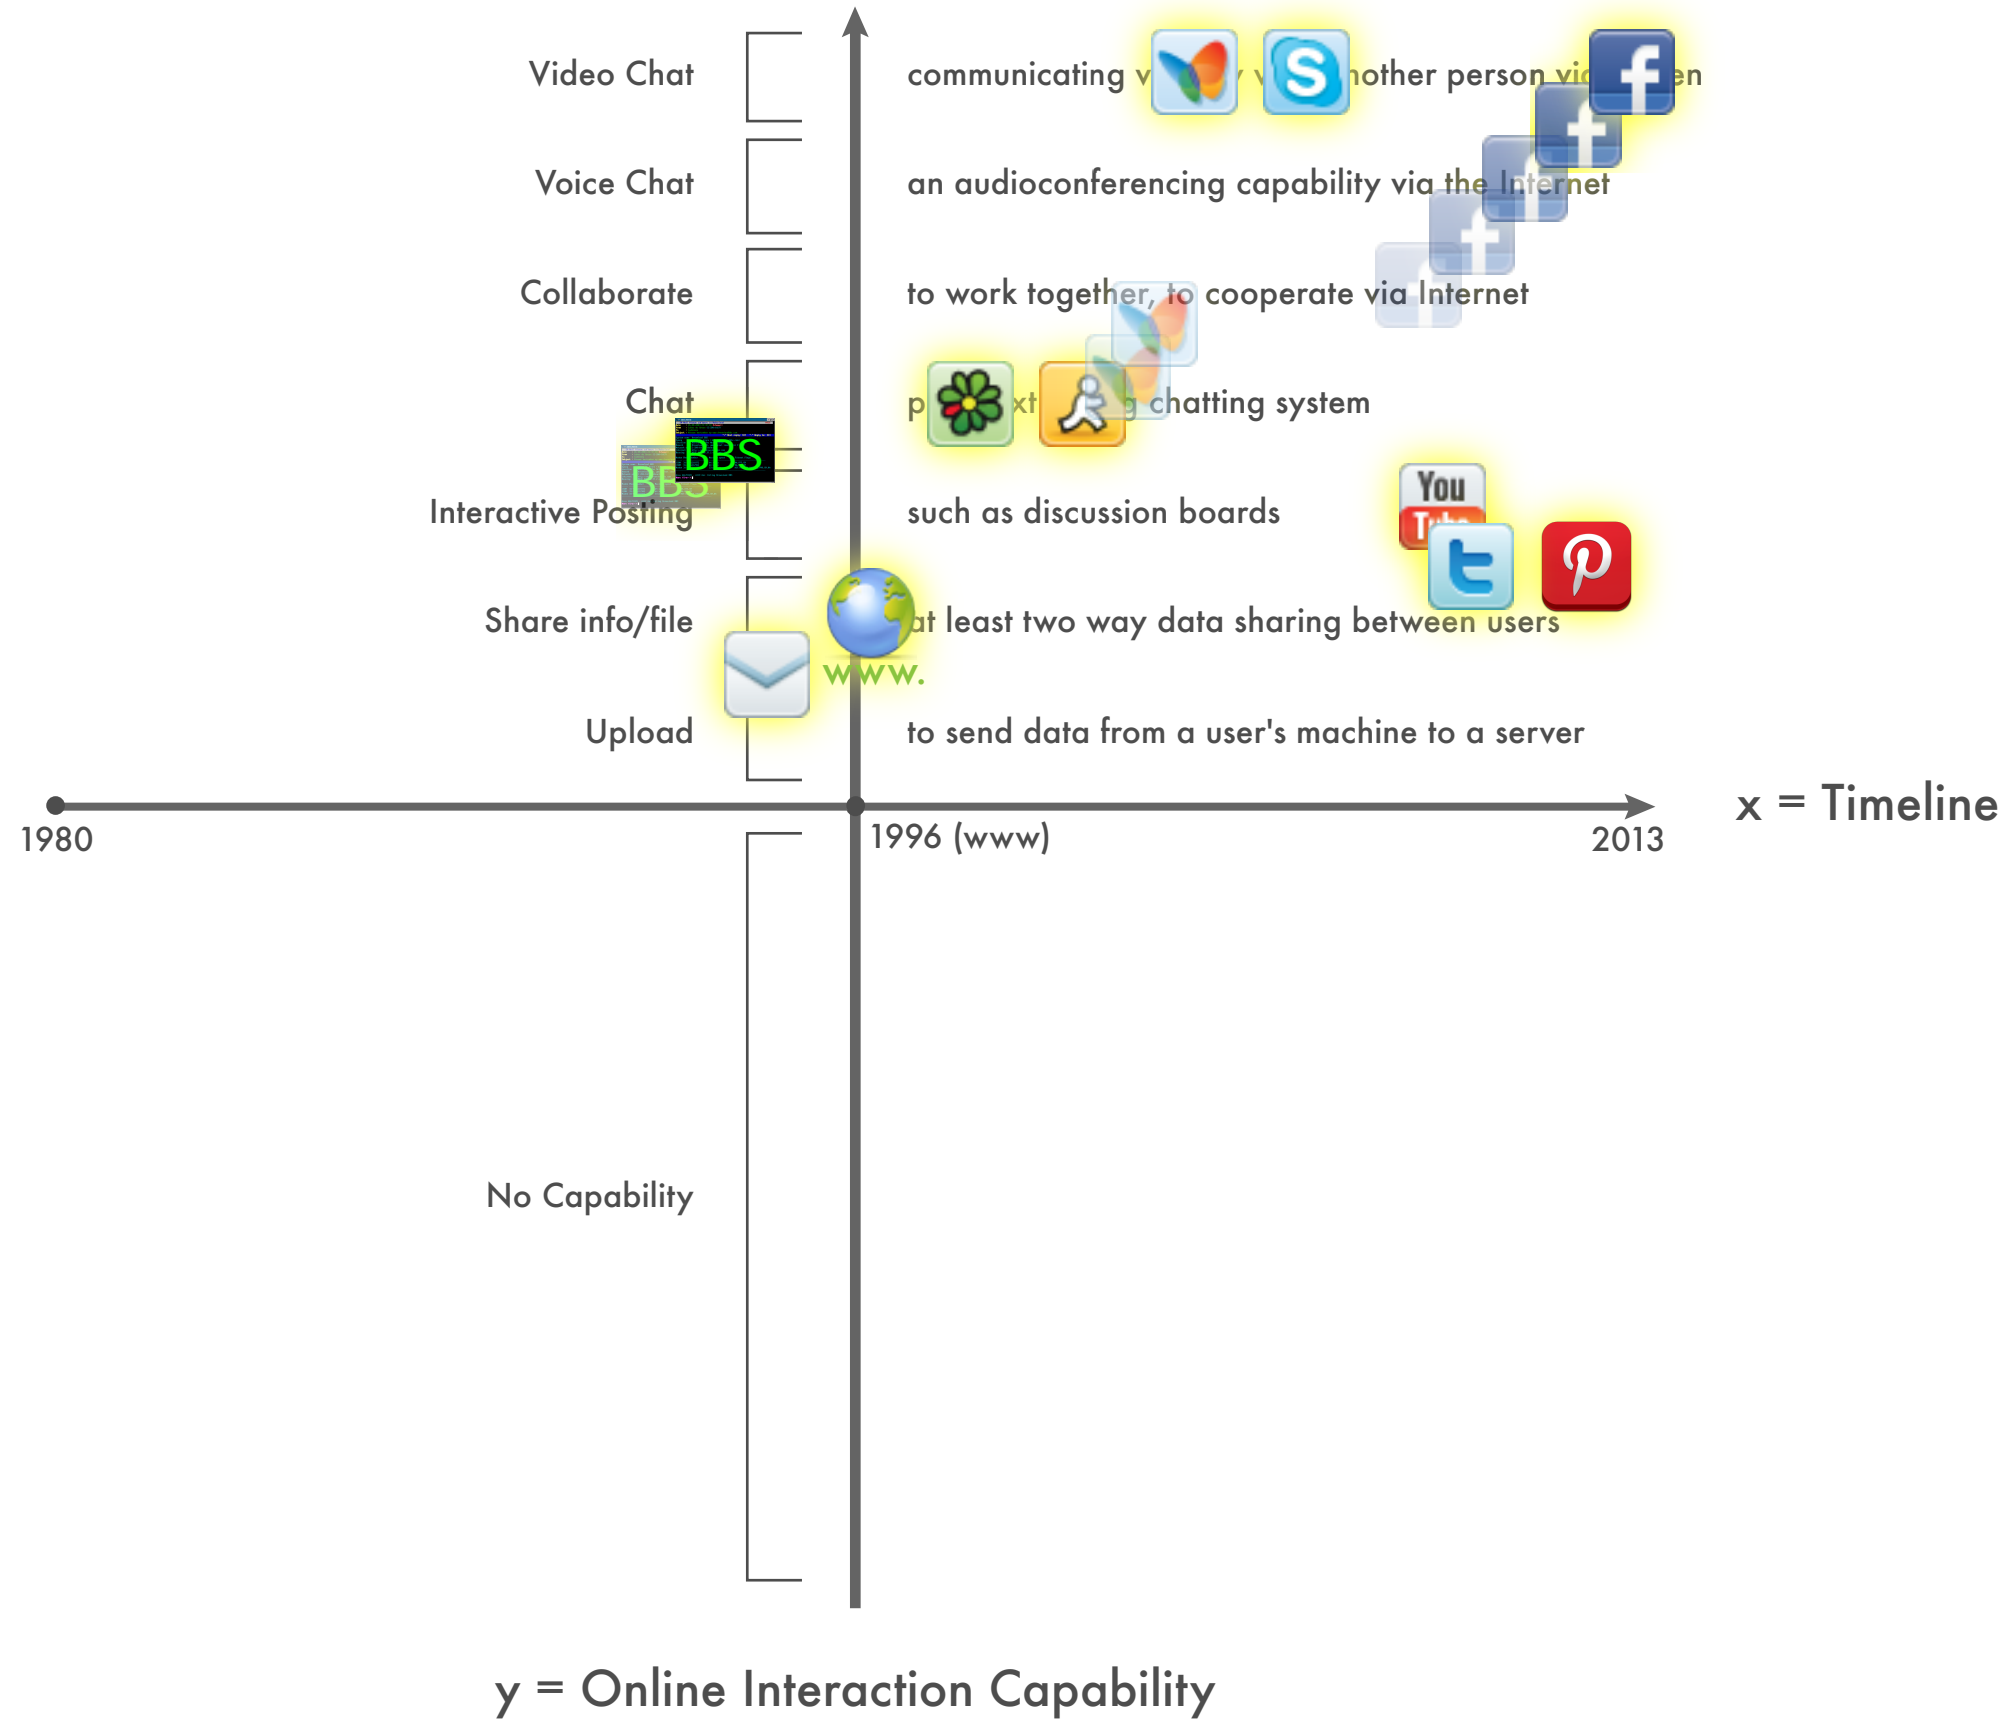 Video Chat
communicating v y v nother person via en
Voice Chat
an audioconferencing capability via the Internet
Collaborate
to work together, to cooperate via Internet
Chat
chatting system
BBS
BBS
Interactive Posting
such as discussion boards
You
Tube
Share info/file
at least two way data sharing between users
www.
Upload
to send data from a user's machine to a server
x = Timeline
1980
1996 (www)
2013
No Capability
y = Online Interaction Capability